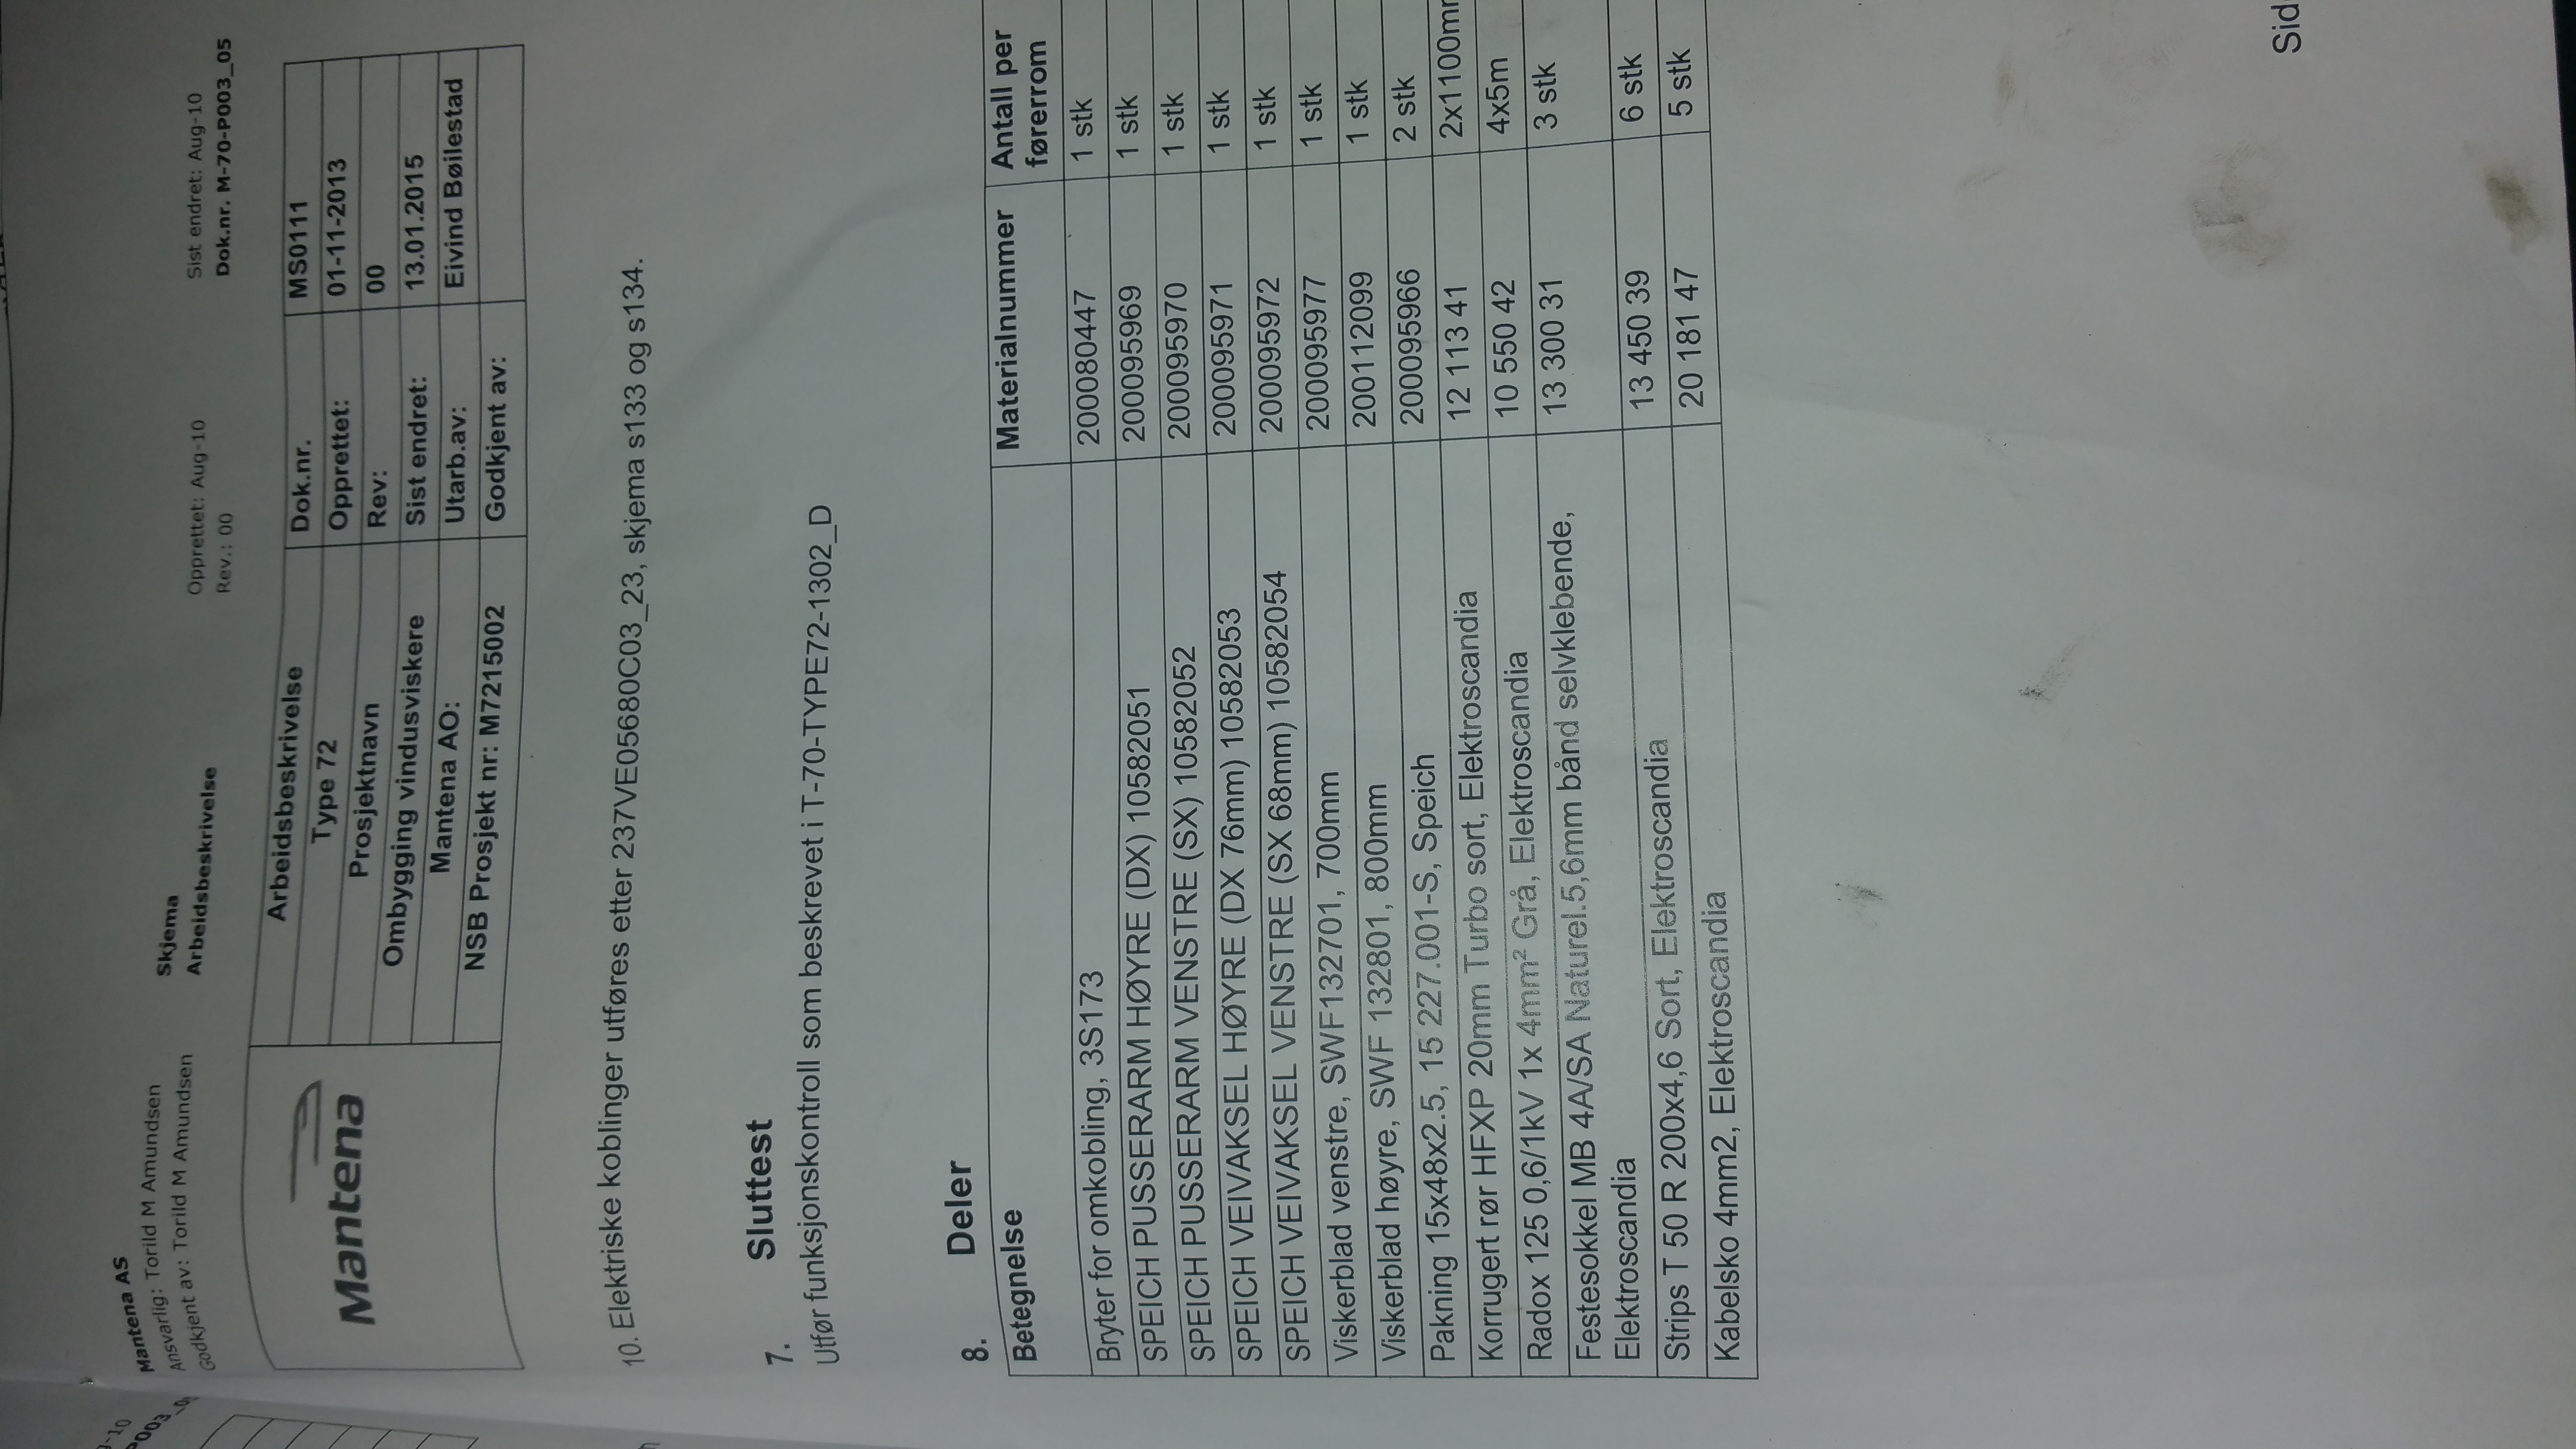 g-10
P003_0
Mantena AS
Ansvarlig: Torild M Amundsen
Godkjent av: Torild M Amundsen
Skjema
Arbeidsbeskrivelse
Opprettet: Aug-10
Rev.: 00
Sist endret: Aug-10
Dok.nr. M-70-P003_05
Mantena
Arbeidsbeskrivelse
Type 72
Prosjektnavn
Ombygging vindusviskere
Mantena AO:
NSB Prosjekt nr: M7215002
Dok.nr. MS0111
Opprettet: 01-11-2013
Rev: 00
Sist endret: 13.01.2015
Utarb.av: Eivind Bøilestad
Godkjent av:
10. Elektriske koblinger utføres etter 237VE05680C03_23, skjema s133 og s134.
7. Sluttest
Utfør funksjonskontroll som beskrevet i T-70-TYPE72-1302_D
8. Deler
Betegnelse Materialnummer Antall per
førerrom
Bryter for omkobling, 3S173 200080447 1 stk
SPEICH PUSSERARM HØYRE (DX) 10582051 200095969 1 stk
SPEICH PUSSERARM VENSTRE (SX) 10582052 200095970 1 stk
SPEICH VEIVAKSEL HØYRE (DX 76mm) 10582053 200095971 1 stk
SPEICH VEIVAKSEL VENSTRE (SX 68mm) 10582054 200095972 1 stk
Viskerblad venstre, SWF132701, 700mm 200095977 1 stk
Viskerblad høyre, SWF 132801, 800mm 200112099 1 stk
Pakning 15x48x2.5, 15 227.001-S, Speich 200095966 2 stk
Korrugert rør HFXP 20mm Turbo sort, Elektroscandia 12 113 41 2x1100mm
Radox 125 0,6/1kV 1x 4mm² Grå, Elektroscandia 10 550 42 4x5m
Festesokkel MB 4A/SA Naturel.5,6mm bånd selvklebende, 13 300 31 3 stk
Elektroscandia
Strips T 50 R 200x4,6 Sort, Elektroscandia 13 450 39 6 stk
Kabelsko 4mm2, Elektroscandia 20 181 47 5 stk
Sid